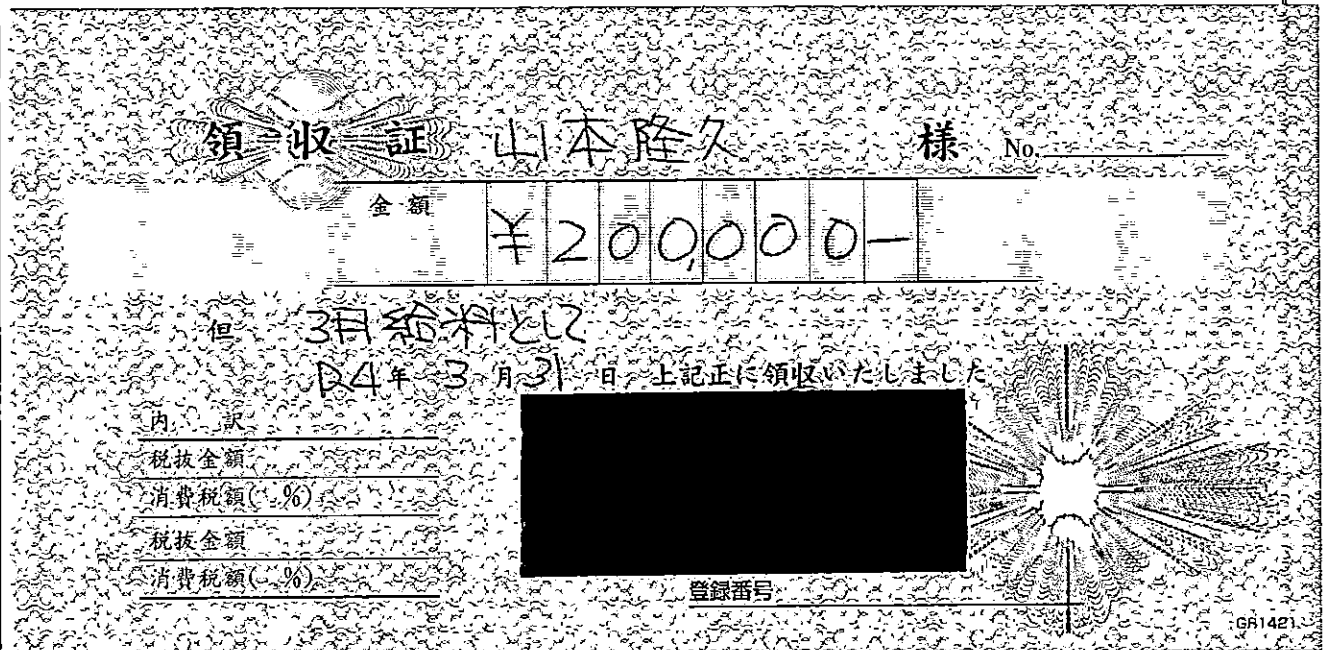 領収証 山本隆久 様 No.
金額 ¥200,000-
但 3月給料として
R4年 3月31日 上記正に領収いたしました
内訳
税抜金額
消費税額( %)
税抜金額
消費税額( %)
登録番号
GR1421